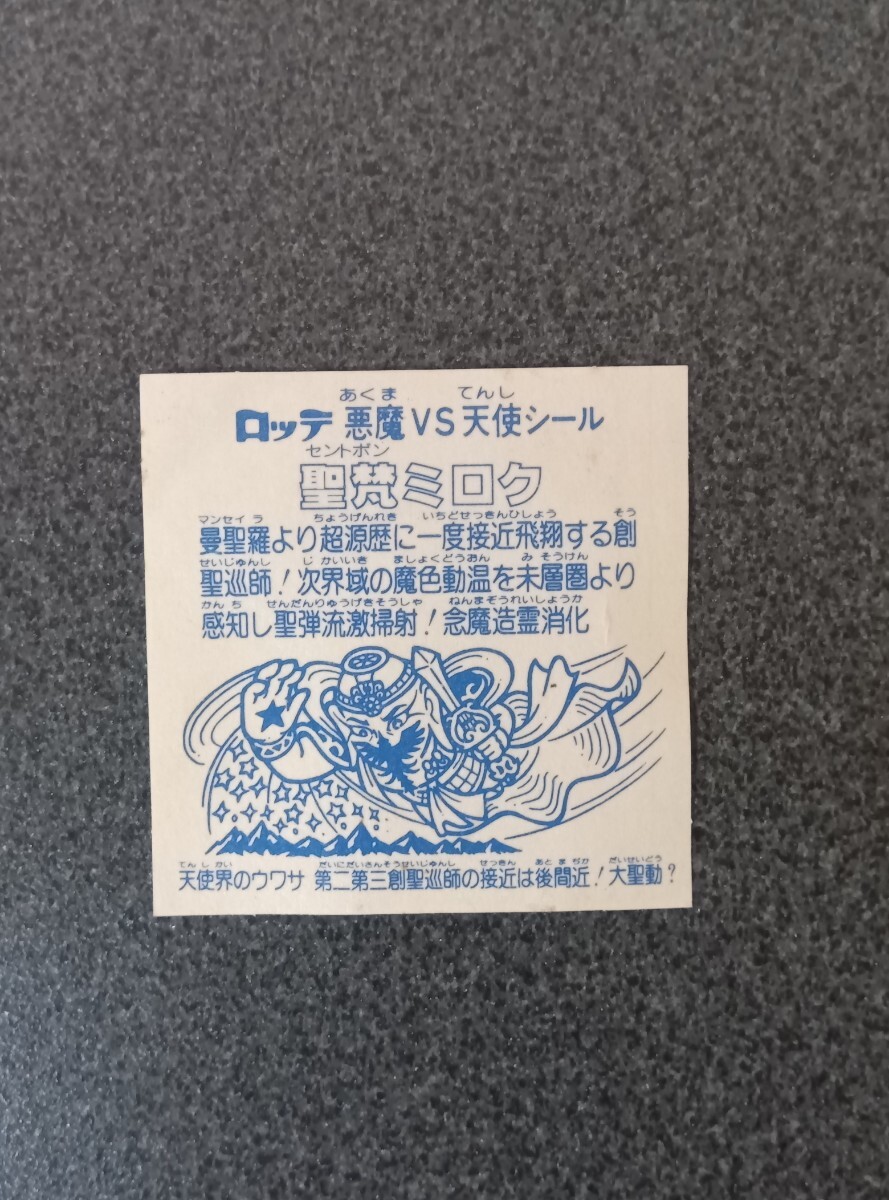 あくま てんし
ロッテ 悪魔VS天使シール
セントボン
聖梵ミロク
マンセイラ ちょうげんれき いちどせっきんひしょう そう
曼聖羅より超源歴に一度接近飛翔する創
せいじゅんし じかいいき ましょくどうおん みそうけん
聖巡師！次界域の魔色動温を未層圏より
かんち せんだんりゅうげきそうしゃ ねんまぞうれいしょうか
感知し聖弾流激掃射！念魔造霊消化
てんしかい だいにだいさんそうせいじゅんし せっきん あとまぢか だいせいどう
天使界のウワサ 第二第三創聖巡師の接近は後間近！大聖動？